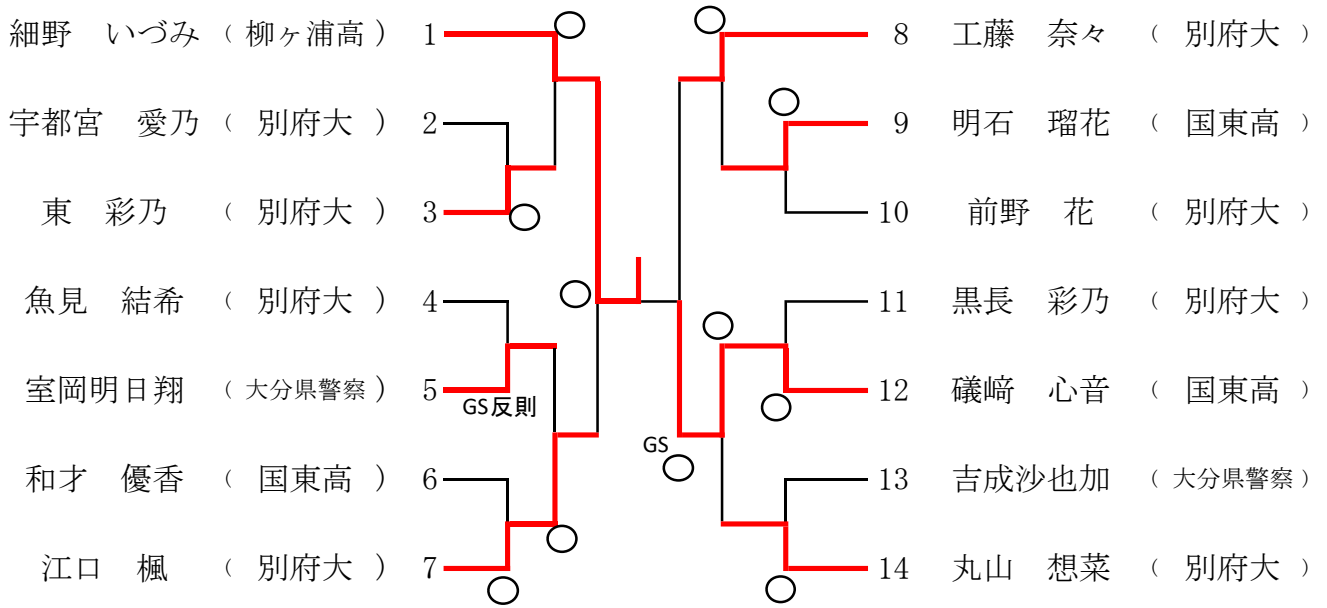 細野 いづみ （ 柳ヶ浦高 ） 1
宇都宮 愛乃 （ 別府大 ） 2
東 彩乃 （ 別府大 ） 3
魚見 結希 （ 別府大 ） 4
室岡明日翔 （ 大分県警察 ） 5
GS反則
和才 優香 （ 国東高 ） 6
江口 楓 （ 別府大 ） 7
GS
8 工藤 奈々 （ 別府大 ）
9 明石 瑠花 （ 国東高 ）
10 前野 花 （ 別府大 ）
11 黒長 彩乃 （ 別府大 ）
12 礒﨑 心音 （ 国東高 ）
13 吉成沙也加 （ 大分県警察 ）
14 丸山 想菜 （ 別府大 ）